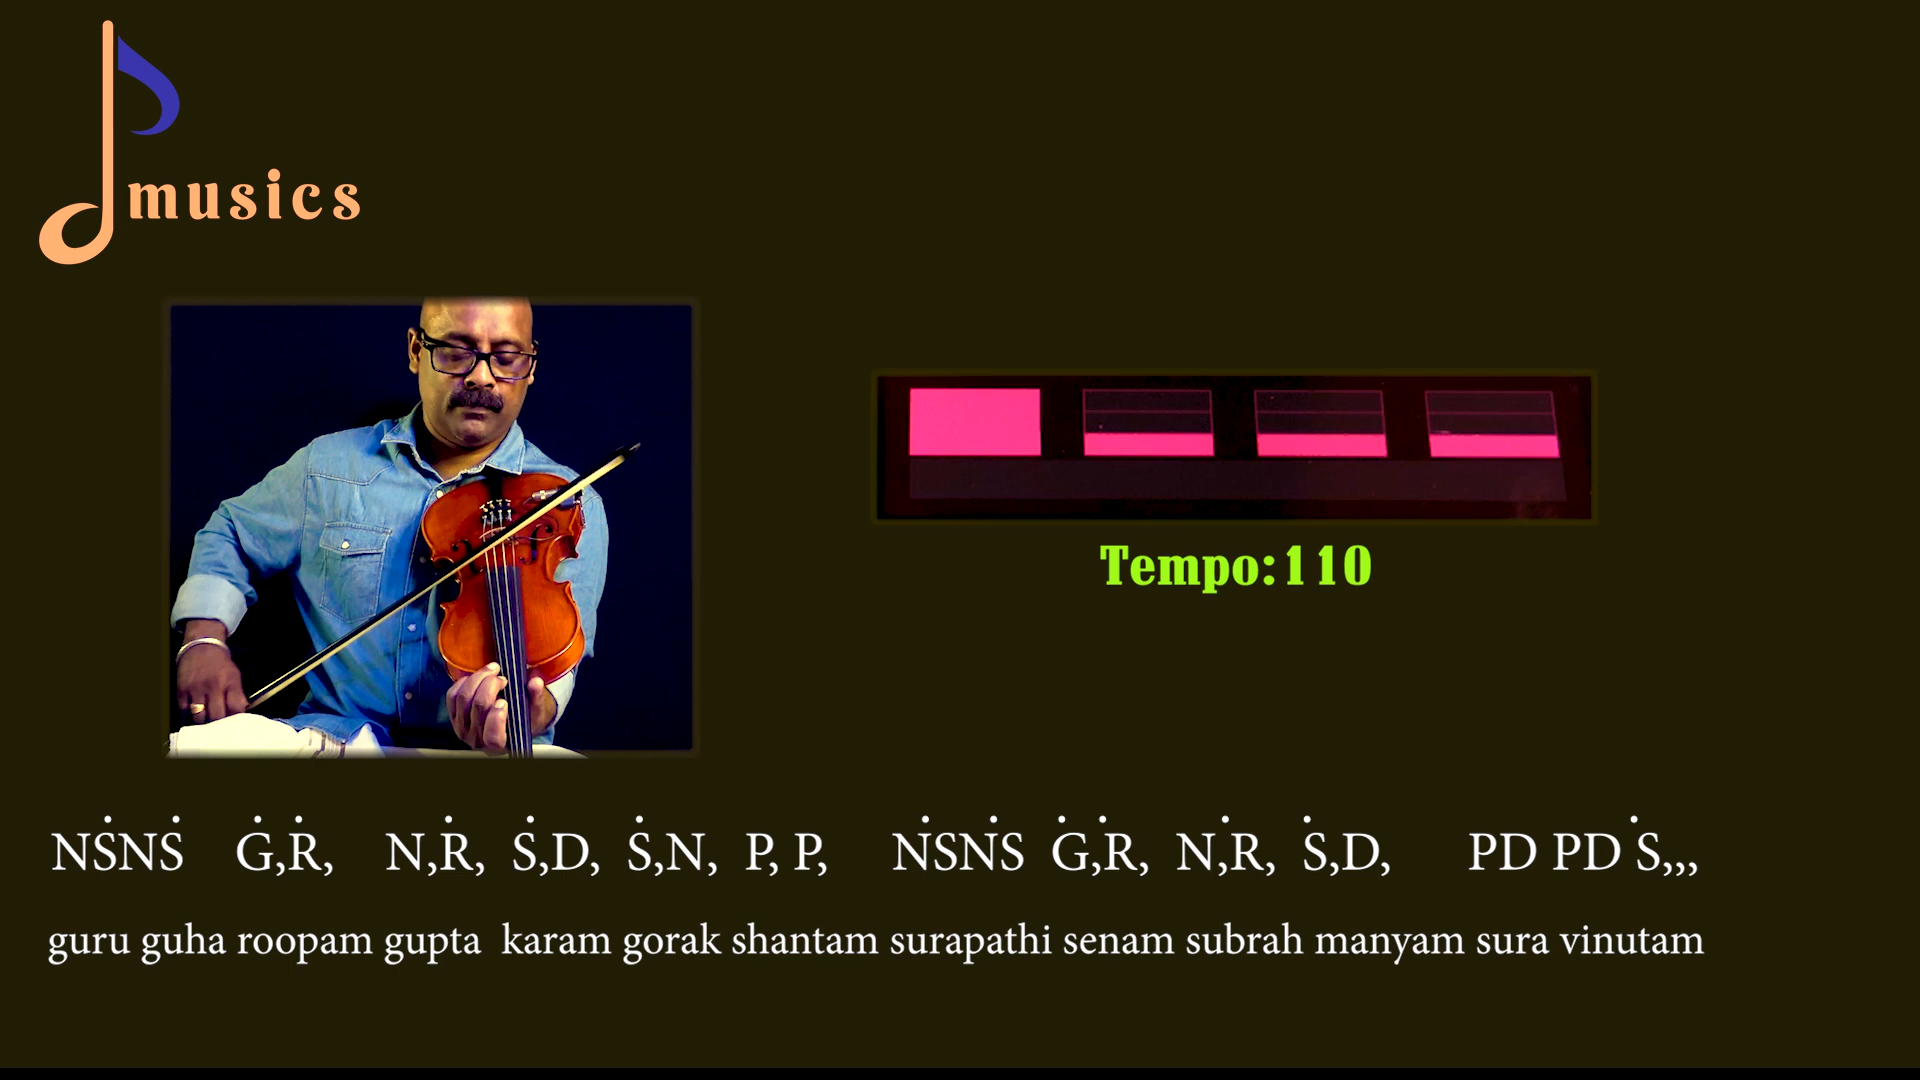 musics
Tempo:110
NṠNṠ Ġ,Ṙ, N,Ṙ, Ṡ,D, Ṡ,N, P, P, NṠNṠ Ġ,Ṙ, N,Ṙ, Ṡ,D, PD PD Ṡ,,,
guru guha roopam gupta karam gorak shantam surapathi senam subrah manyam sura vinutam